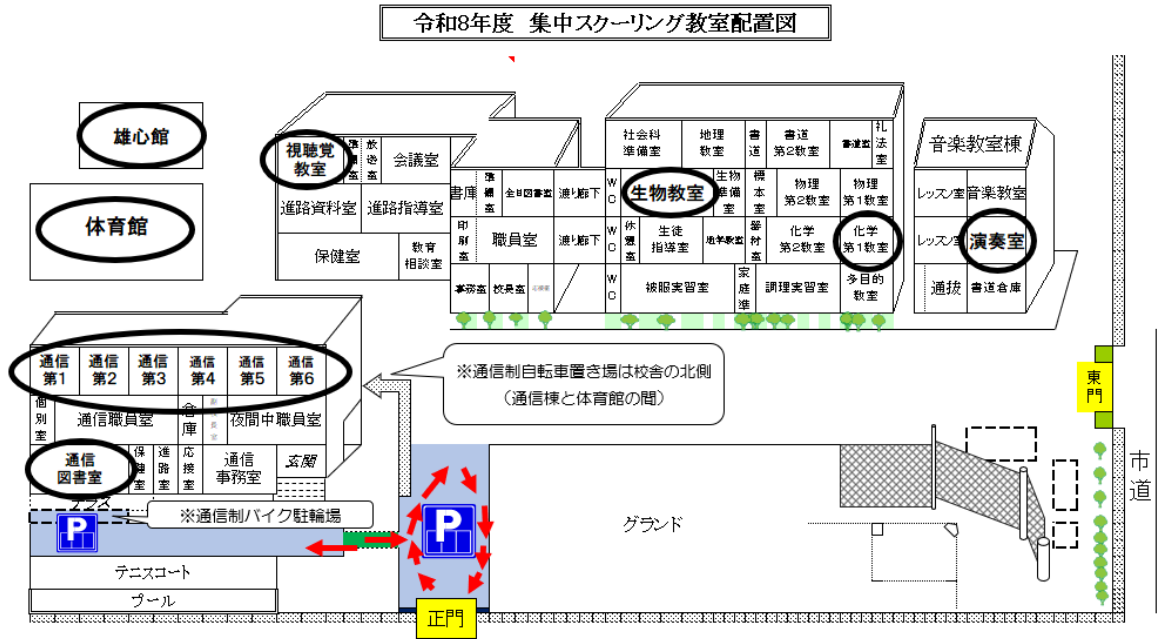 令和8年度 集中スクーリング教室配置図
雄心館
体育館
視聴覚
教室
準備室
放送室
会議室
進路資料室
進路指導室
保健室
教育
相談室
書庫
準備室
全日図書室
渡り廊下
印刷室
職員室
渡り廊下
事務室
校長室
社会科
準備室
地理
教室
書道
書道
第2教室
書道室
礼法室
WC
生物教室
生物
準備室
標本室
物理
第2教室
物理
第1教室
WC
休憩室
生徒
指導室
地学教室
器材室
化学
第2教室
化学
第1教室
WC
被服実習室
家庭準
調理実習室
多目的
教室
音楽教室棟
レッスン室
音楽教室
レッスン室
演奏室
通抜
書道倉庫
通信
第1
通信
第2
通信
第3
通信
第4
通信
第5
通信
第6
個別室
通信職員室
倉庫
夜間中職員室
通信
図書室
保健室
進路室
応接室
通信
事務室
玄関
テラス
※通信制自転車置き場は校舎の北側
(通信棟と体育館の間)
※通信制バイク駐輪場
P
P
テニスコート
プール
正門
グランド
東門
市道